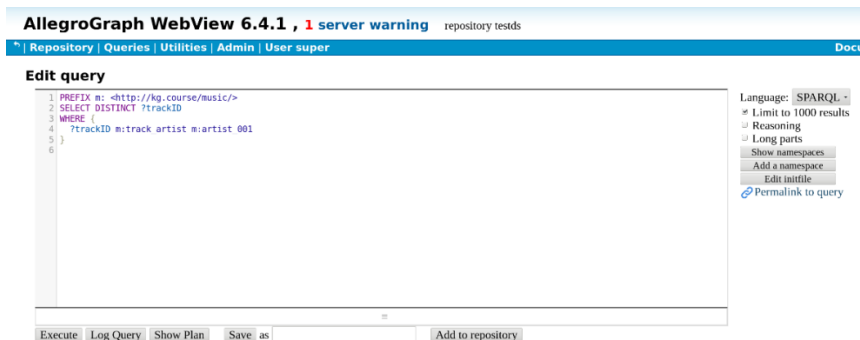 AllegroGraph WebView 6.4.1 , 1 server warning repository testds
| Repository | Queries | Utilities | Admin | User super
Edit query
1 PREFIX m: <http://kg.course/music/>
2 SELECT DISTINCT ?trackID
3 WHERE {
4 ?trackID m:track artist m:artist 001
5 }
6
Language: SPARQL
Limit to 1000 results
Reasoning
Long parts
Show namespaces
Add a namespace
Edit initfile
Permalink to query
Execute Log Query Show Plan Save as Add to repository